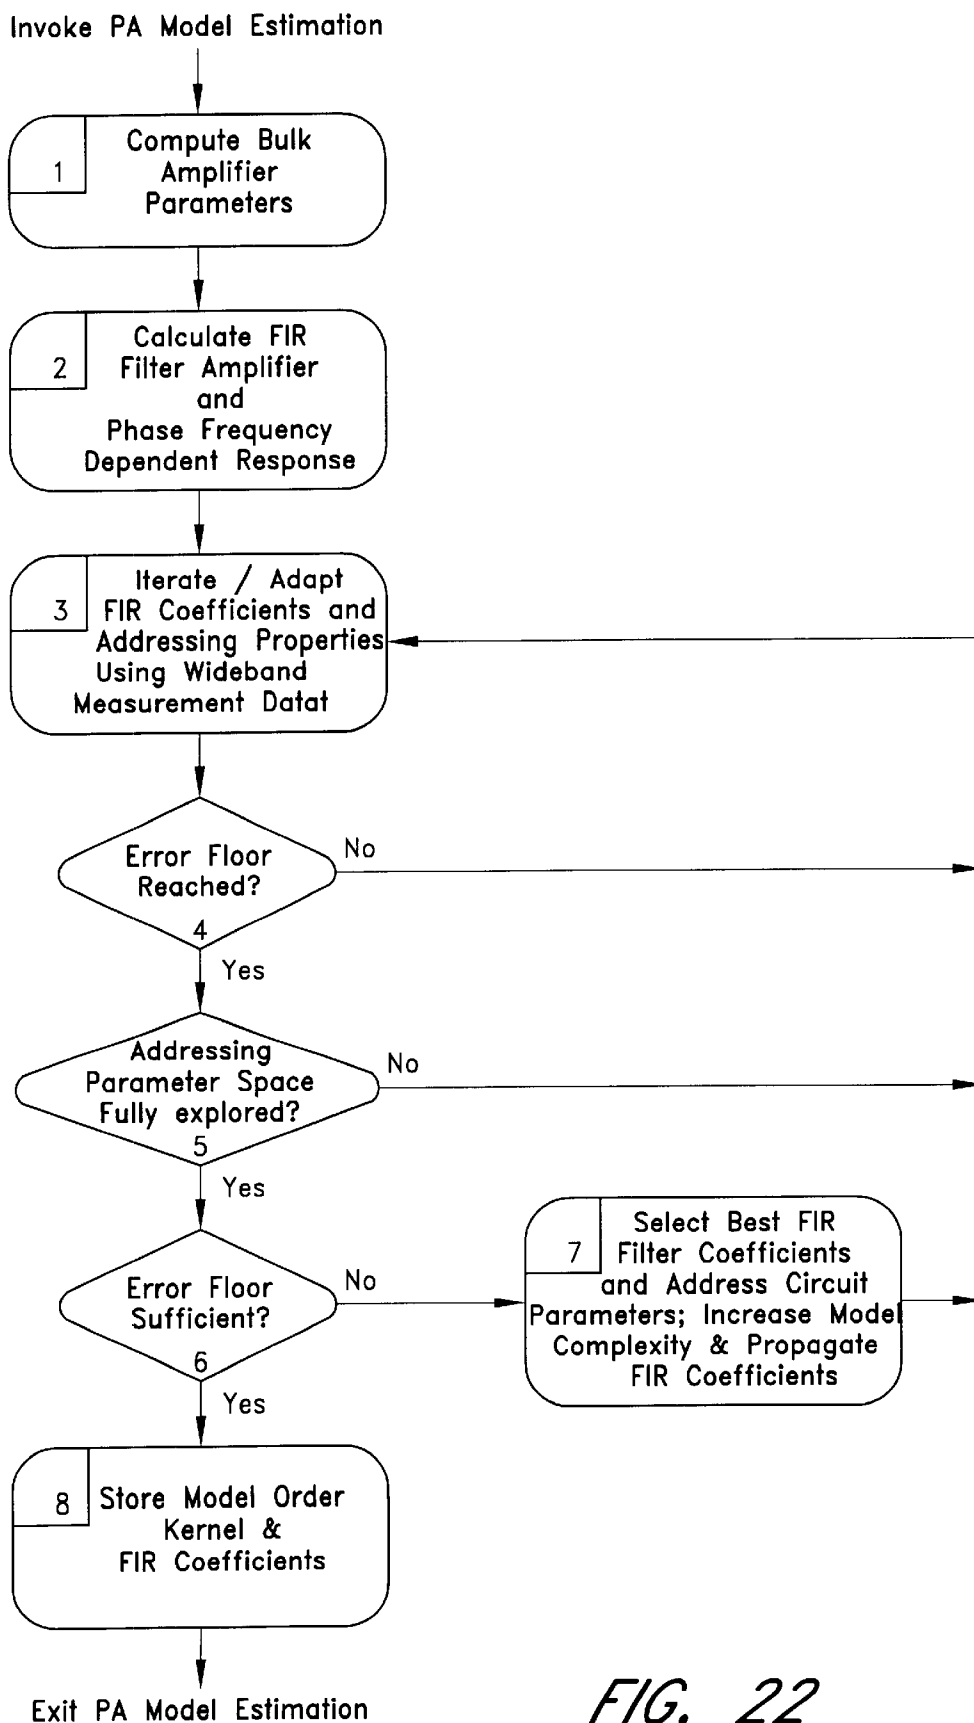 Invoke PA Model Estimation
1
Compute Bulk
Amplifier
Parameters
2
Calculate FIR
Filter Amplifier
and
Phase Frequency
Dependent Response
3
Iterate / Adapt
FIR Coefficients and
Addressing Properties
Using Wideband
Measurement Datat
Error Floor
Reached?
4
No
Yes
Addressing
Parameter Space
Fully explored?
5
No
Yes
Error Floor
Sufficient?
6
No
Yes
7
Select Best FIR
Filter Coefficients
and Address Circuit
Parameters; Increase Model
Complexity & Propagate
FIR Coefficients
8
Store Model Order
Kernel &
FIR Coefficients
Exit PA Model Estimation
FIG. 22